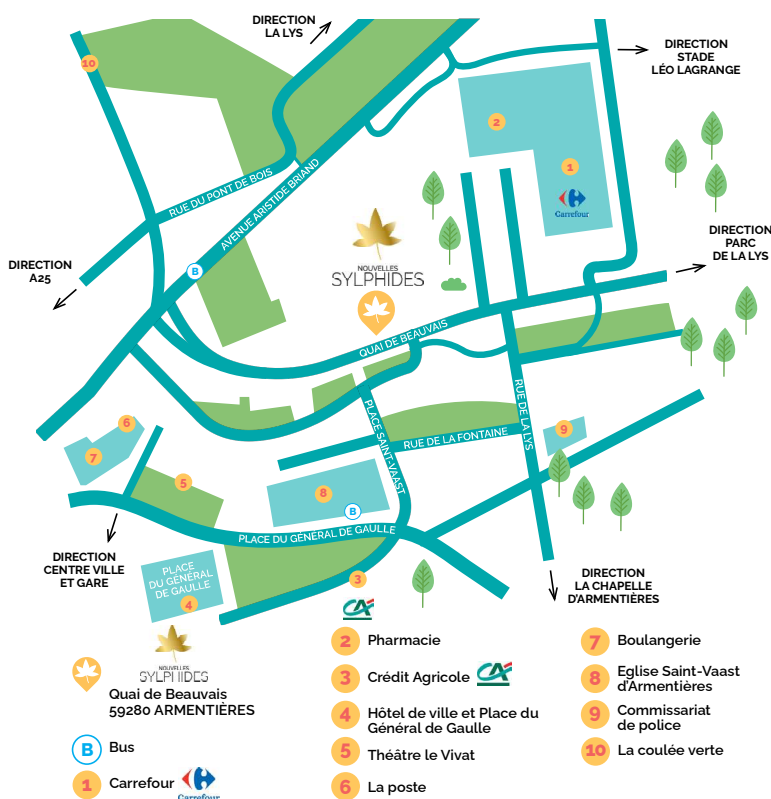 DIRECTION
LA LYS
DIRECTION
STADE
LÉO LAGRANGE
10
2
1
Carrefour
RUE DU PONT DE BOIS
AVENUE ARISTIDE BRIAND
B
NOUVELLES
SYLPHIDES
DIRECTION
PARC
DE LA LYS
DIRECTION
A25
QUAI DE BEAUVAIS
PLACE SAINT-VAAST
RUE DE LA LYS
RUE DE LA FONTAINE
6
7
5
8
9
B
PLACE DU GÉNÉRAL DE GAULLE
DIRECTION
CENTRE VILLE
ET GARE
PLACE
DU GÉNÉRAL
DE GAULLE
4
3
CA
DIRECTION
LA CHAPELLE
D'ARMENTIÈRES
NOUVELLES
SYLPHIDES
Quai de Beauvais
59280 ARMENTIÈRES
B Bus
1 Carrefour Carrefour
2 Pharmacie
3 Crédit Agricole CA
4 Hôtel de ville et Place du
Général de Gaulle
5 Théâtre le Vivat
6 La poste
7 Boulangerie
8 Eglise Saint-Vaast
d'Armentières
9 Commissariat
de police
10 La coulée verte